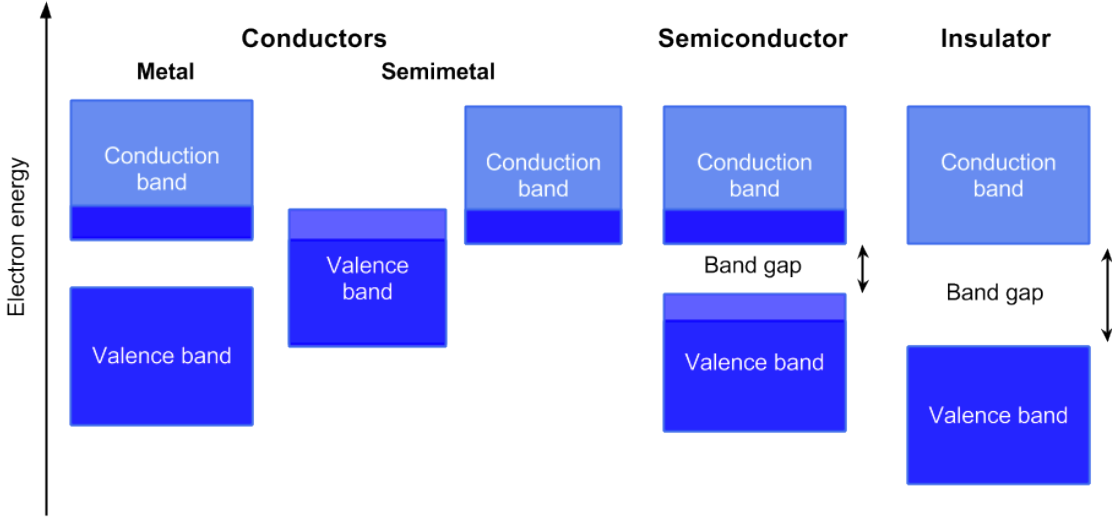 Electron energy
Conductors
Semiconductor
Insulator
Metal
Semimetal
Conduction
band
Valence band
Valence
band
Conduction
band
Conduction
band
Band gap
Valence band
Conduction
band
Band gap
Valence band